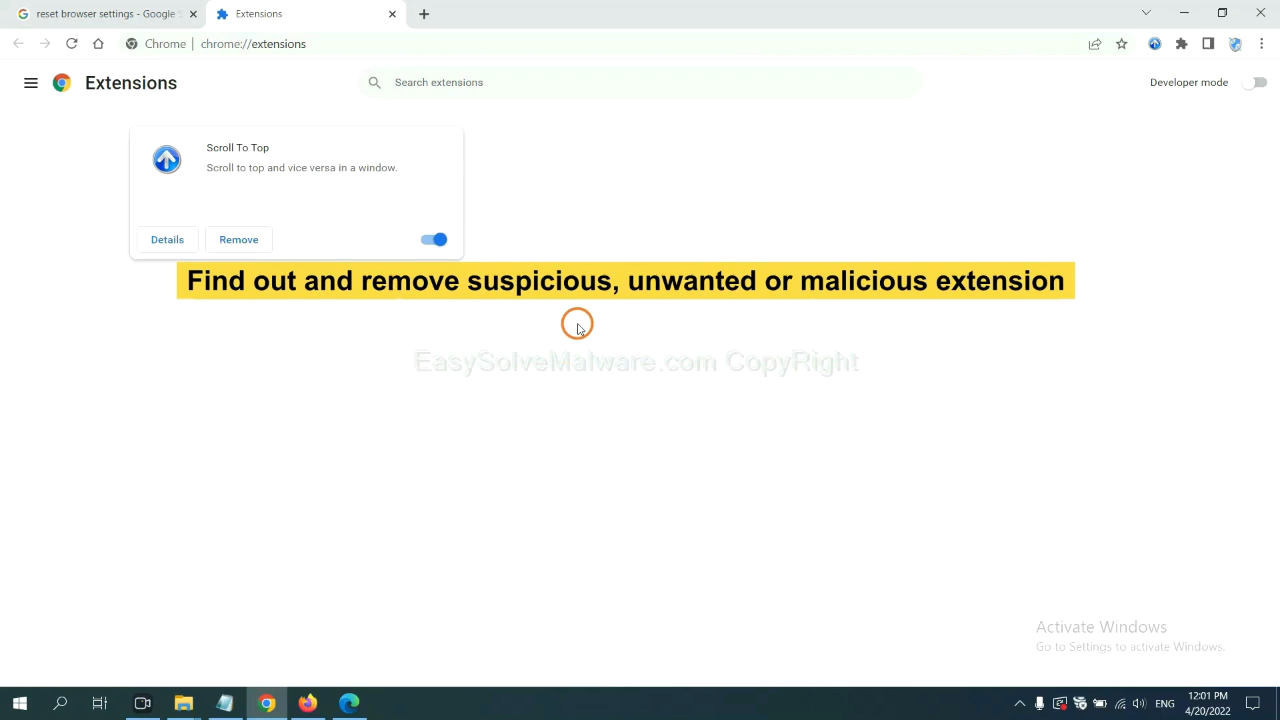 reset browser settings - Google S
Extensions
Chrome | chrome://extensions
Extensions
Search extensions
Developer mode
Scroll To Top
Scroll to top and vice versa in a window.
Details
Remove
Find out and remove suspicious, unwanted or malicious extension
EasySolveMalware.com CopyRight
Activate Windows
Go to Settings to activate Windows.
ENG
12:01 PM
4/20/2022